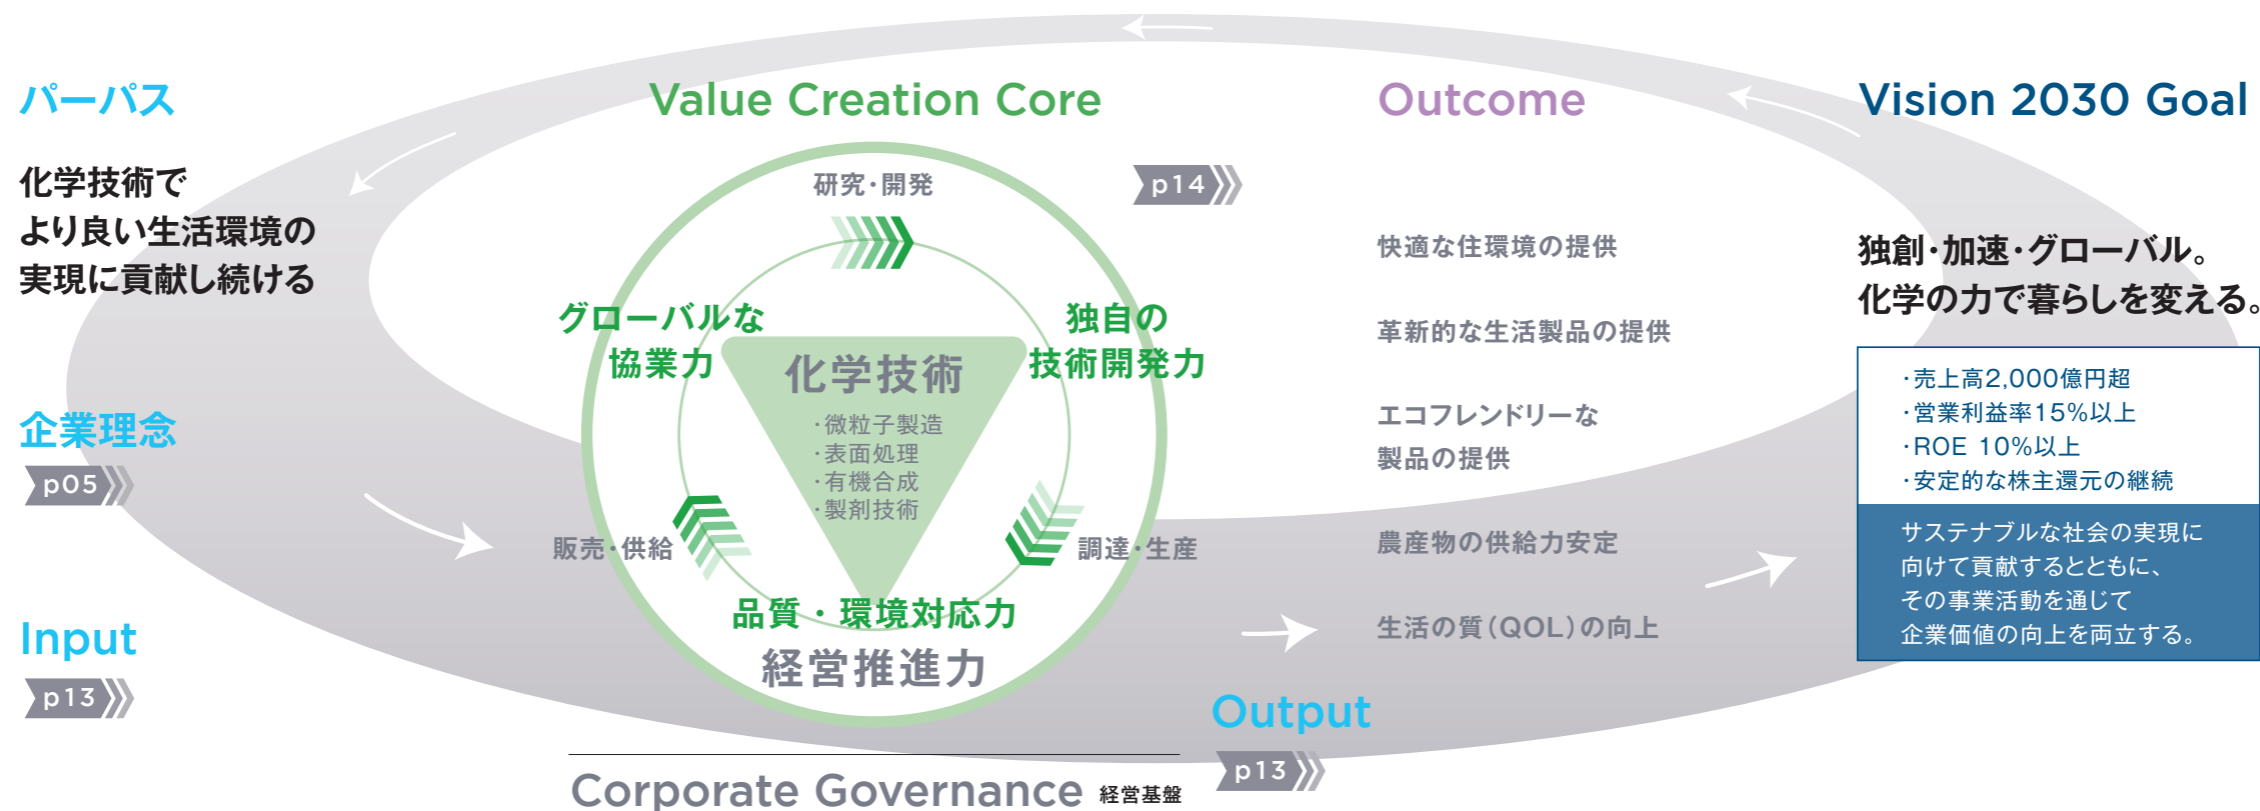 パーパス
化学技術で
より良い生活環境の
実現に貢献し続ける
企業理念
p05
Input
p13
Value Creation Core
研究・開発
p14
グローバルな
協業力
独自の
技術開発力
化学技術
・微粒子製造
・表面処理
・有機合成
・製剤技術
販売・供給
調達・生産
品質・環境対応力
経営推進力
Corporate Governance 経営基盤
Output
p13
Outcome
快適な住環境の提供
革新的な生活製品の提供
エコフレンドリーな
製品の提供
農産物の供給力安定
生活の質（QOL）の向上
Vision 2030 Goal
独創・加速・グローバル。
化学の力で暮らしを変える。
・売上高2,000億円超
・営業利益率15%以上
・ROE 10%以上
・安定的な株主還元の継続
サステナブルな社会の実現に
向けて貢献するとともに、
その事業活動を通じて
企業価値の向上を両立する。